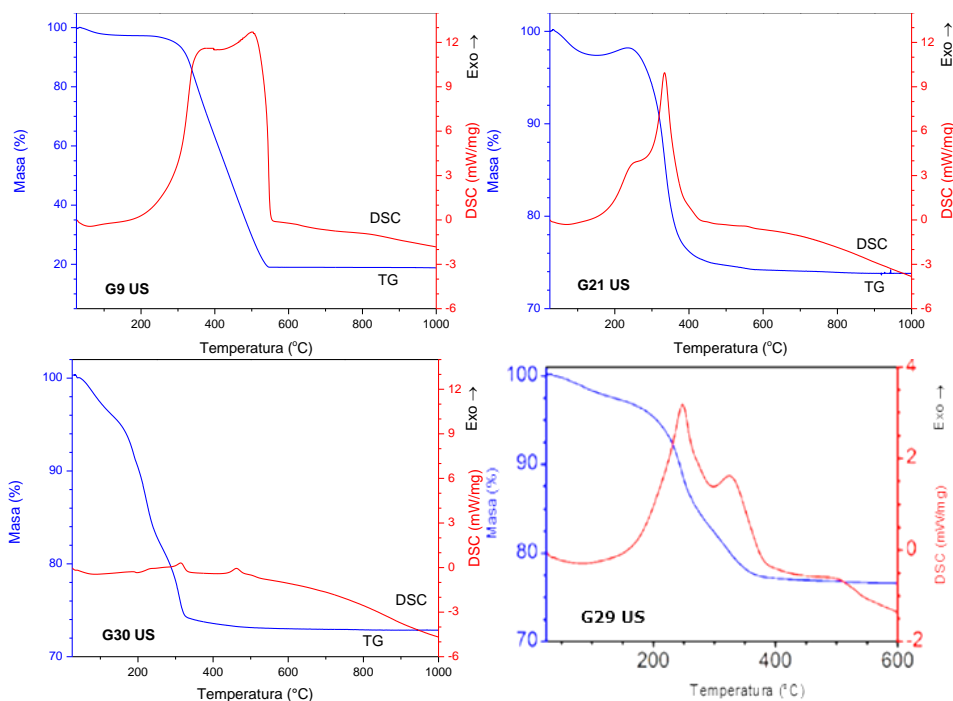 100
80
60
40
20
Masa (%)
12
9
6
3
0
-3
-6
DSC (mW/mg)
Exo →
DSC
TG
G9 US
200
400
600
800
1000
Temperatura (°C)
100
90
80
70
Masa (%)
12
9
6
3
0
-3
-6
DSC (mW/mg)
Exo →
DSC
TG
G21 US
200
400
600
800
1000
Temperatura (°C)
100
90
80
70
Masa (%)
12
9
6
3
0
-3
-6
DSC (mW/mg)
Exo →
DSC
TG
G30 US
200
400
600
800
1000
Temperatura (°C)
100
90
80
70
Masa (%)
4
2
0
-2
DSC (mW/mg)
Exo →
G29 US
200
400
600
Temperatura (°C)